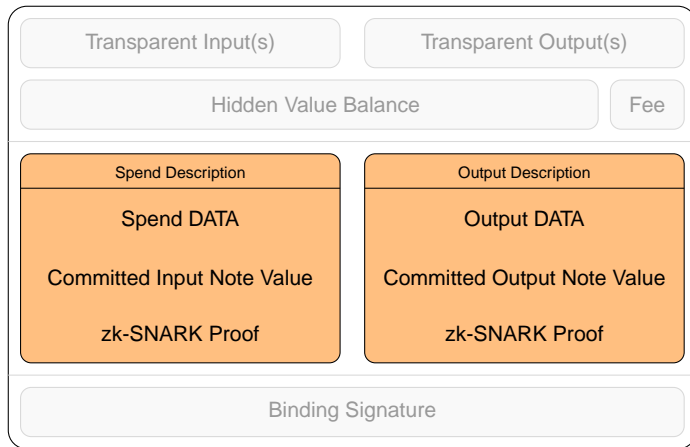 Transparent Input(s)
Transparent Output(s)
Hidden Value Balance
Fee
Spend Description
Spend DATA
Committed Input Note Value
zk-SNARK Proof
Output Description
Output DATA
Committed Output Note Value
zk-SNARK Proof
Binding Signature